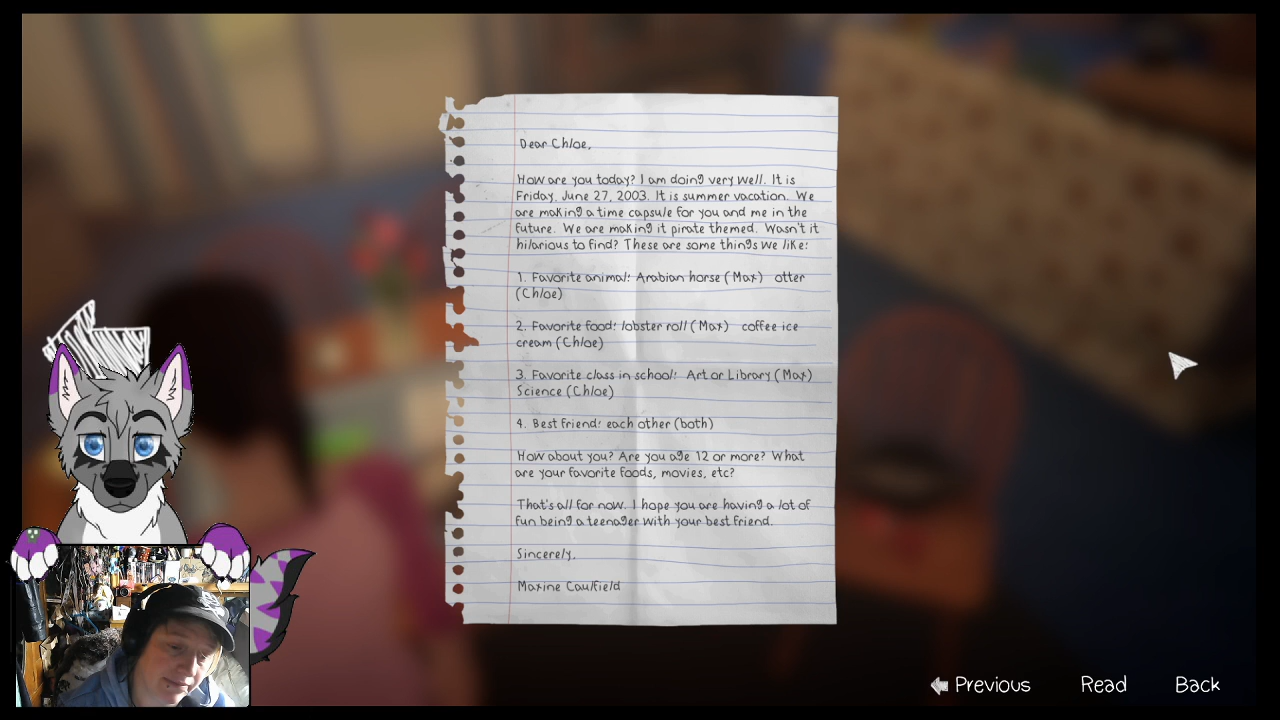 Dear Chloe,
How are you today? I am doing very well. It is
Friday, June 27, 2003. It is summer vacation. We
are making a time capsule for you and me in the
future. We are making it pirate themed. Wasn't it
hilarious to find? These are some things we like:
1. Favorite animal: Arabian horse (Max) otter
(Chloe)
2. Favorite food: lobster roll (Max) coffee ice
cream (Chloe)
3. Favorite class in school: Art or Library (Max)
Science (Chloe)
4. Best friend: each other (both)
How about you? Are you age 12 or more? What
are your favorite foods, movies, etc?
That's all for now. I hope you are having a lot of
fun being a teenager with your best friend.
Sincerely,
Maxine Caulfield
Previous Read Back